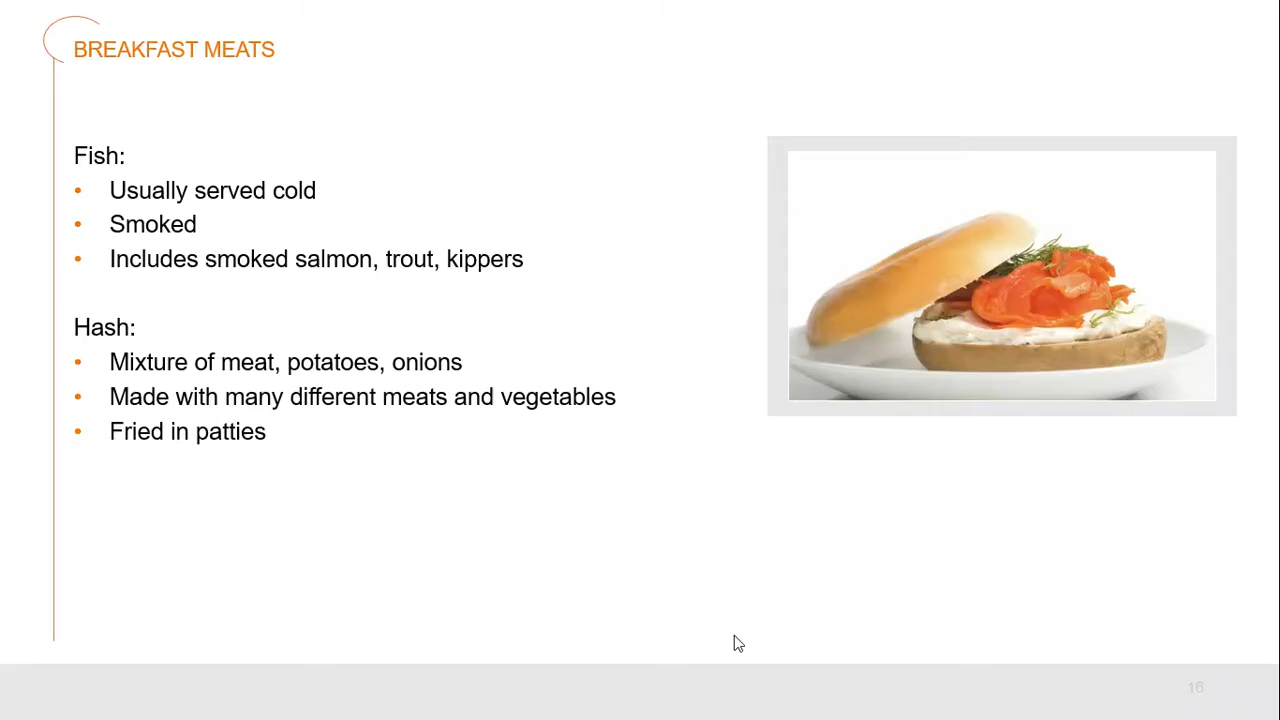 BREAKFAST MEATS
Fish:
• Usually served cold
• Smoked
• Includes smoked salmon, trout, kippers
Hash:
• Mixture of meat, potatoes, onions
• Made with many different meats and vegetables
• Fried in patties
16